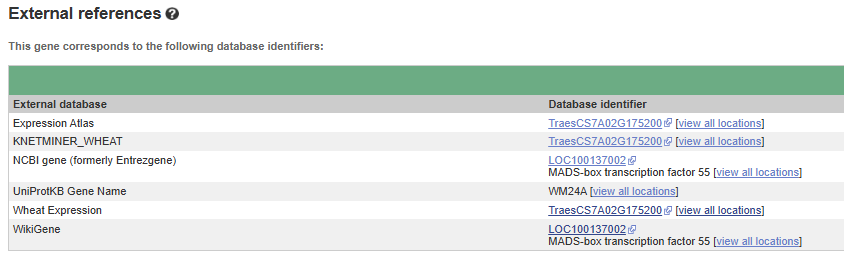 External references ?
This gene corresponds to the following database identifiers:
External database Database identifier
Expression Atlas TraesCS7A02G175200 [view all locations]
KNETMINER_WHEAT TraesCS7A02G175200 [view all locations]
NCBI gene (formerly Entrezgene) LOC100137002
MADS-box transcription factor 55 [view all locations]
UniProtKB Gene Name WM24A [view all locations]
Wheat Expression TraesCS7A02G175200 [view all locations]
WikiGene LOC100137002
MADS-box transcription factor 55 [view all locations]